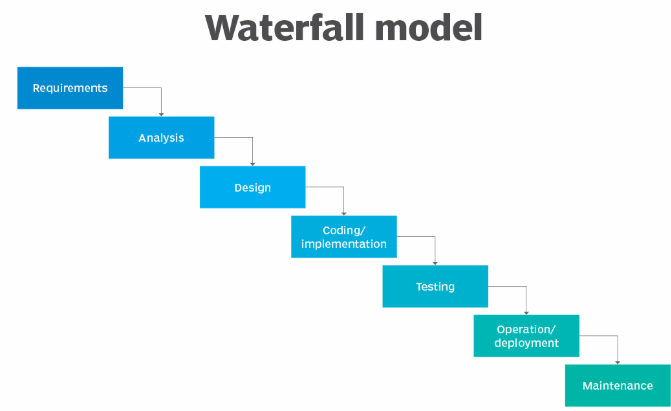 Waterfall model
Requirements
Analysis
Design
Coding/
implementation
Testing
Operation/
deployment
Maintenance